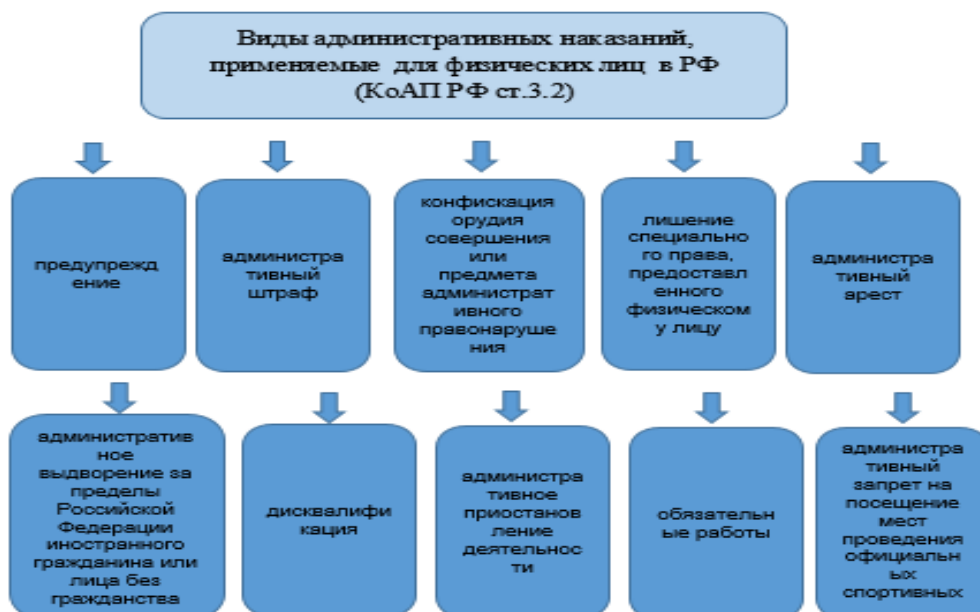 Виды административных наказаний,
применяемые для физических лиц в РФ
(КоАП РФ ст.3.2)
предупрежд
ение
администра
тивный
штраф
конфискация
орудия
совершения
или
предмета
административ
ивного
правонаруше
ния
лишение
специально
го права,
предоставл
енного
физическом
у лицу
администра
тивный
арест
административ
ное
выдворение за
пределы
Российской
Федерации
иностранного
гражданина или
лица без
гражданства
дисквалифи
кация
администра
тивное
приостанов
ление
деятельнос
ти
обязательн
ые работы
администра
тивный
запрет на
посещение
мест
проведения
официальн
ых
спортивных